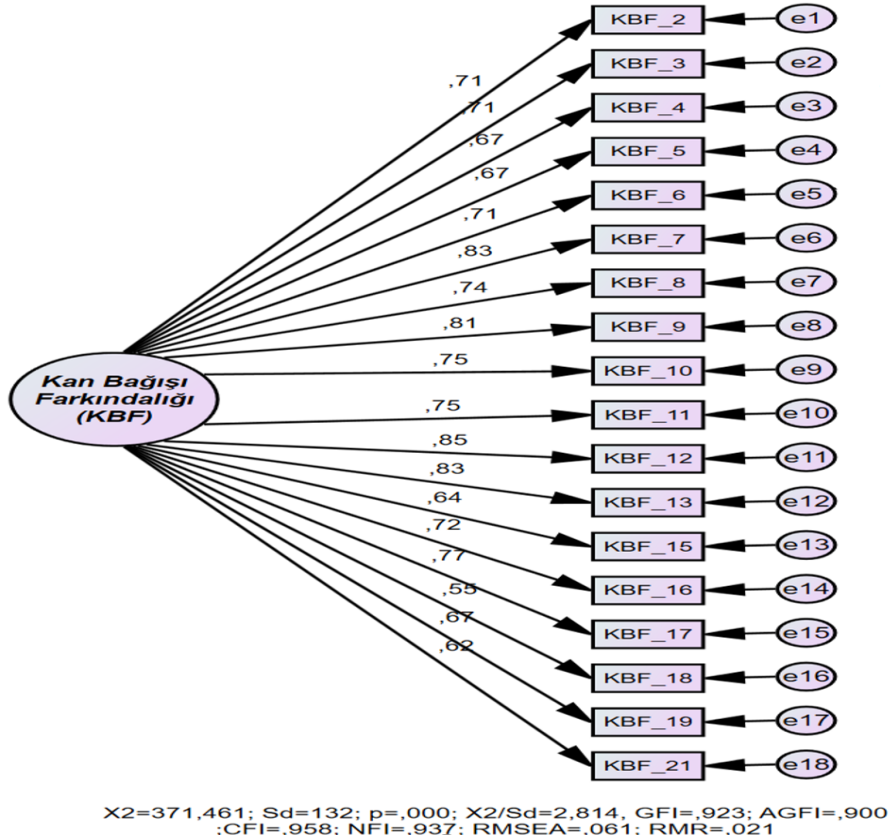 ,71
,71
,67
,67
,71
,83
,74
,81
,75
,75
,85
,83
,64
,72
,77
,55
,67
,62
Kan Bağışı
Farkındalığı
(KBF)
KBF_2 e1
KBF_3 e2
KBF_4 e3
KBF_5 e4
KBF_6 e5
KBF_7 e6
KBF_8 e7
KBF_9 e8
KBF_10 e9
KBF_11 e10
KBF_12 e11
KBF_13 e12
KBF_15 e13
KBF_16 e14
KBF_17 e15
KBF_18 e16
KBF_19 e17
KBF_21 e18
X2=371,461; Sd=132; p=,000; X2/Sd=2,814, GFI=,923; AGFI=,900
;CFI=,958; NFI=,937; RMSEA=,061; RMR=,021